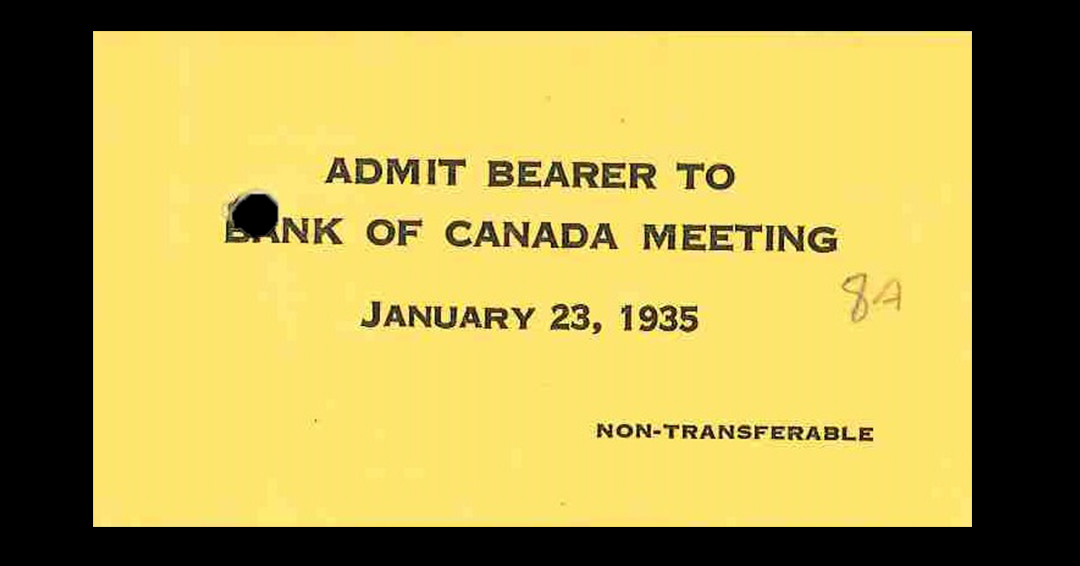 ADMIT BEARER TO
BANK OF CANADA MEETING
JANUARY 23, 1935
8A
NON-TRANSFERABLE